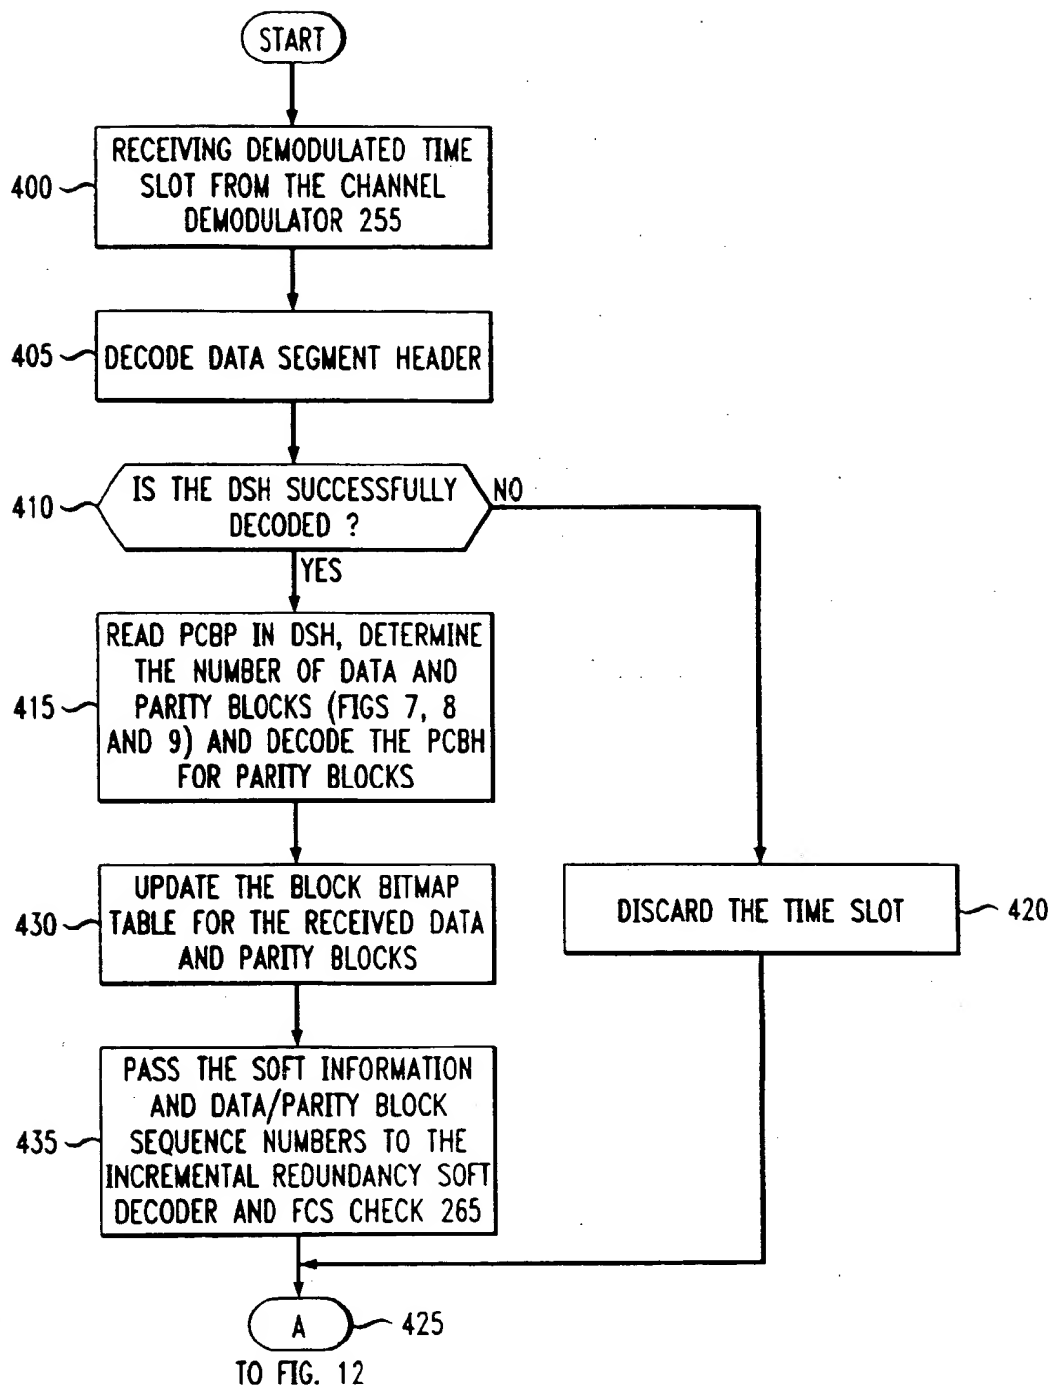 START
RECEIVING DEMODULATED TIME
SLOT FROM THE CHANNEL
DEMODULATOR 255
400
DECODE DATA SEGMENT HEADER
405
IS THE DSH SUCCESSFULLY
DECODED ?
410
NO
YES
READ PCBP IN DSH, DETERMINE
THE NUMBER OF DATA AND
PARITY BLOCKS (FIGS 7, 8
AND 9) AND DECODE THE PCBH
FOR PARITY BLOCKS
415
UPDATE THE BLOCK BITMAP
TABLE FOR THE RECEIVED DATA
AND PARITY BLOCKS
430
DISCARD THE TIME SLOT
420
PASS THE SOFT INFORMATION
AND DATA/PARITY BLOCK
SEQUENCE NUMBERS TO THE
INCREMENTAL REDUNDANCY SOFT
DECODER AND FCS CHECK 265
435
A
425
TO FIG. 12